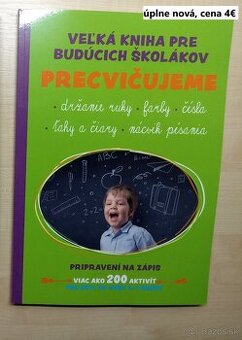 úplne nová, cena 4€
VEĽKÁ KNIHA PRE
BUDÚCICH ŠKOLÁKOV
PRECVIČUJEME
• držanie ruky • farby • čísla
• ťahy a čiary • nácvik písania
PRIPRAVENÍ NA ZÁPIS
VIAC AKO 200 AKTIVÍT